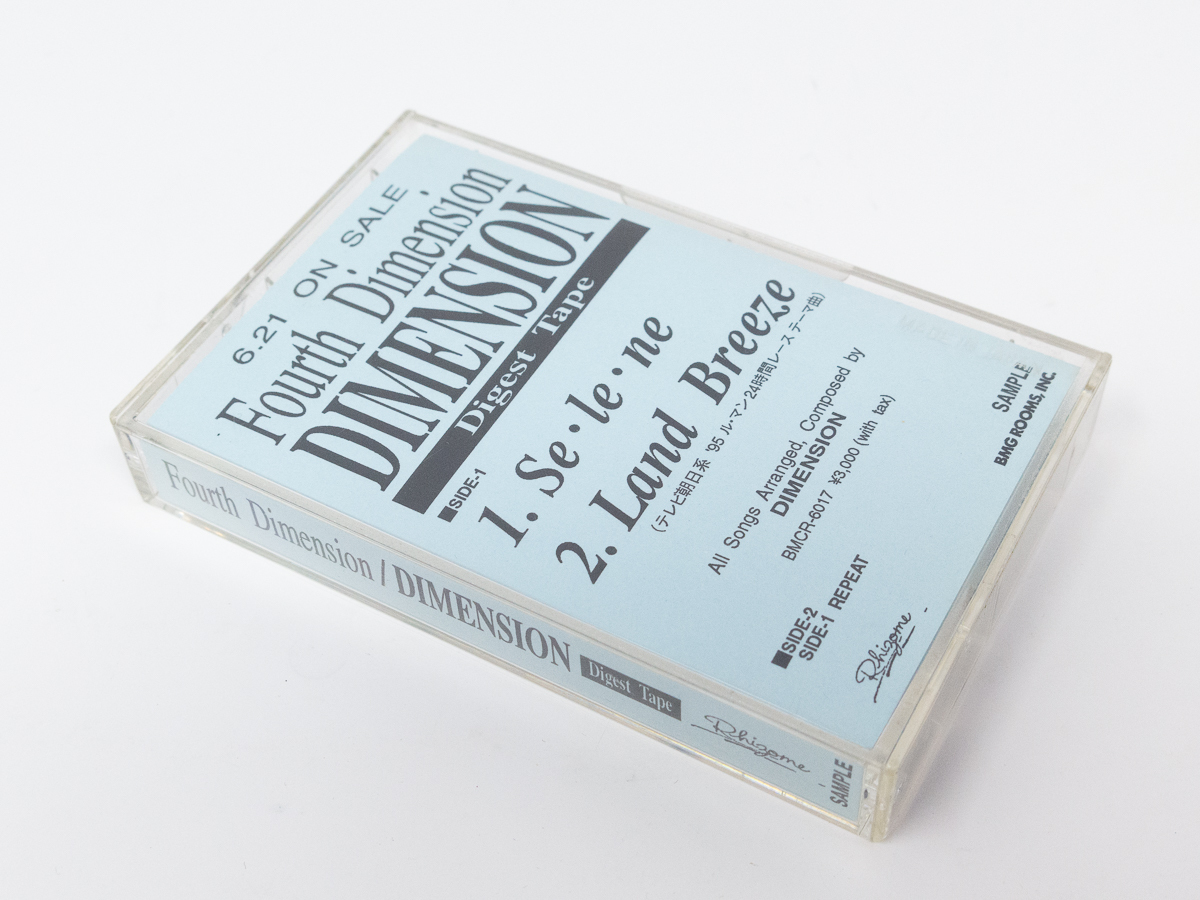 6.21 ON SALE
Fourth Dimension
DIMENSION
Digest Tape
■SIDE-1
1. Se・le・ne
2. Land Breeze
(テレビ朝日系 '95 ル・マン24時間レース テーマ曲)
All Songs Arranged, Composed by
DIMENSION
BMCR-6017 ¥3,000 (with tax)
■SIDE-2
SIDE-1 REPEAT
Rhizome
SAMPLE
BMG ROOMS, INC.
Fourth Dimension / DIMENSION Digest Tape Rhizome SAMPLE